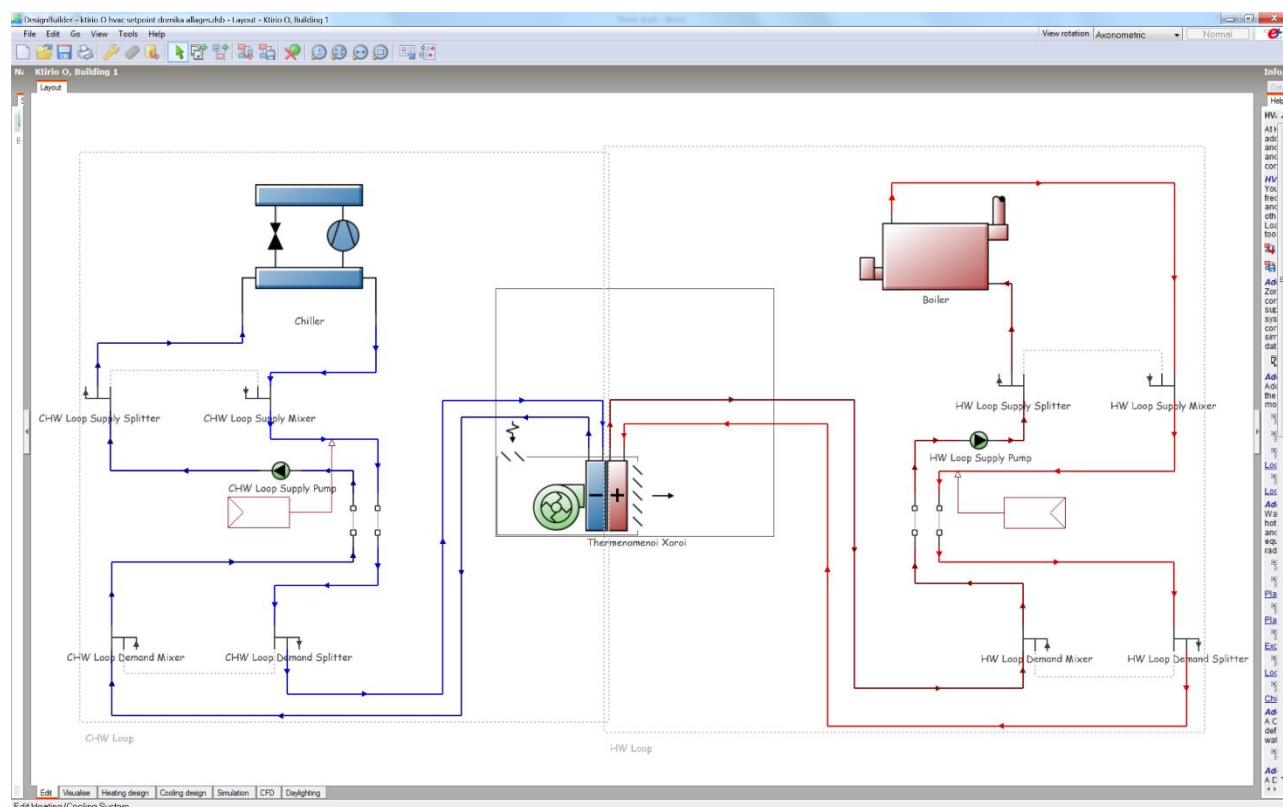 DesignBuilder - ktirio O hvac setpoint domika allages.dsb - Layout - Ktirio O, Building 1
File Edit Go View Tools Help
View rotation Axonometric Normal
Ktirio O, Building 1
Info,
Layout
Help
Chiller
Boiler
CHW Loop Supply Splitter
CHW Loop Supply Mixer
HW Loop Supply Splitter
HW Loop Supply Mixer
HW Loop Supply Pump
CHW Loop Supply Pump
Thermenomenoi Xoroi
CHW Loop Demand Mixer
CHW Loop Demand Splitter
HW Loop Demand Mixer
HW Loop Demand Splitter
CHW Loop
HW Loop
Edit Visualise Heating design Cooling design Simulation CFD Daylighting
Edit Heating/Cooling System